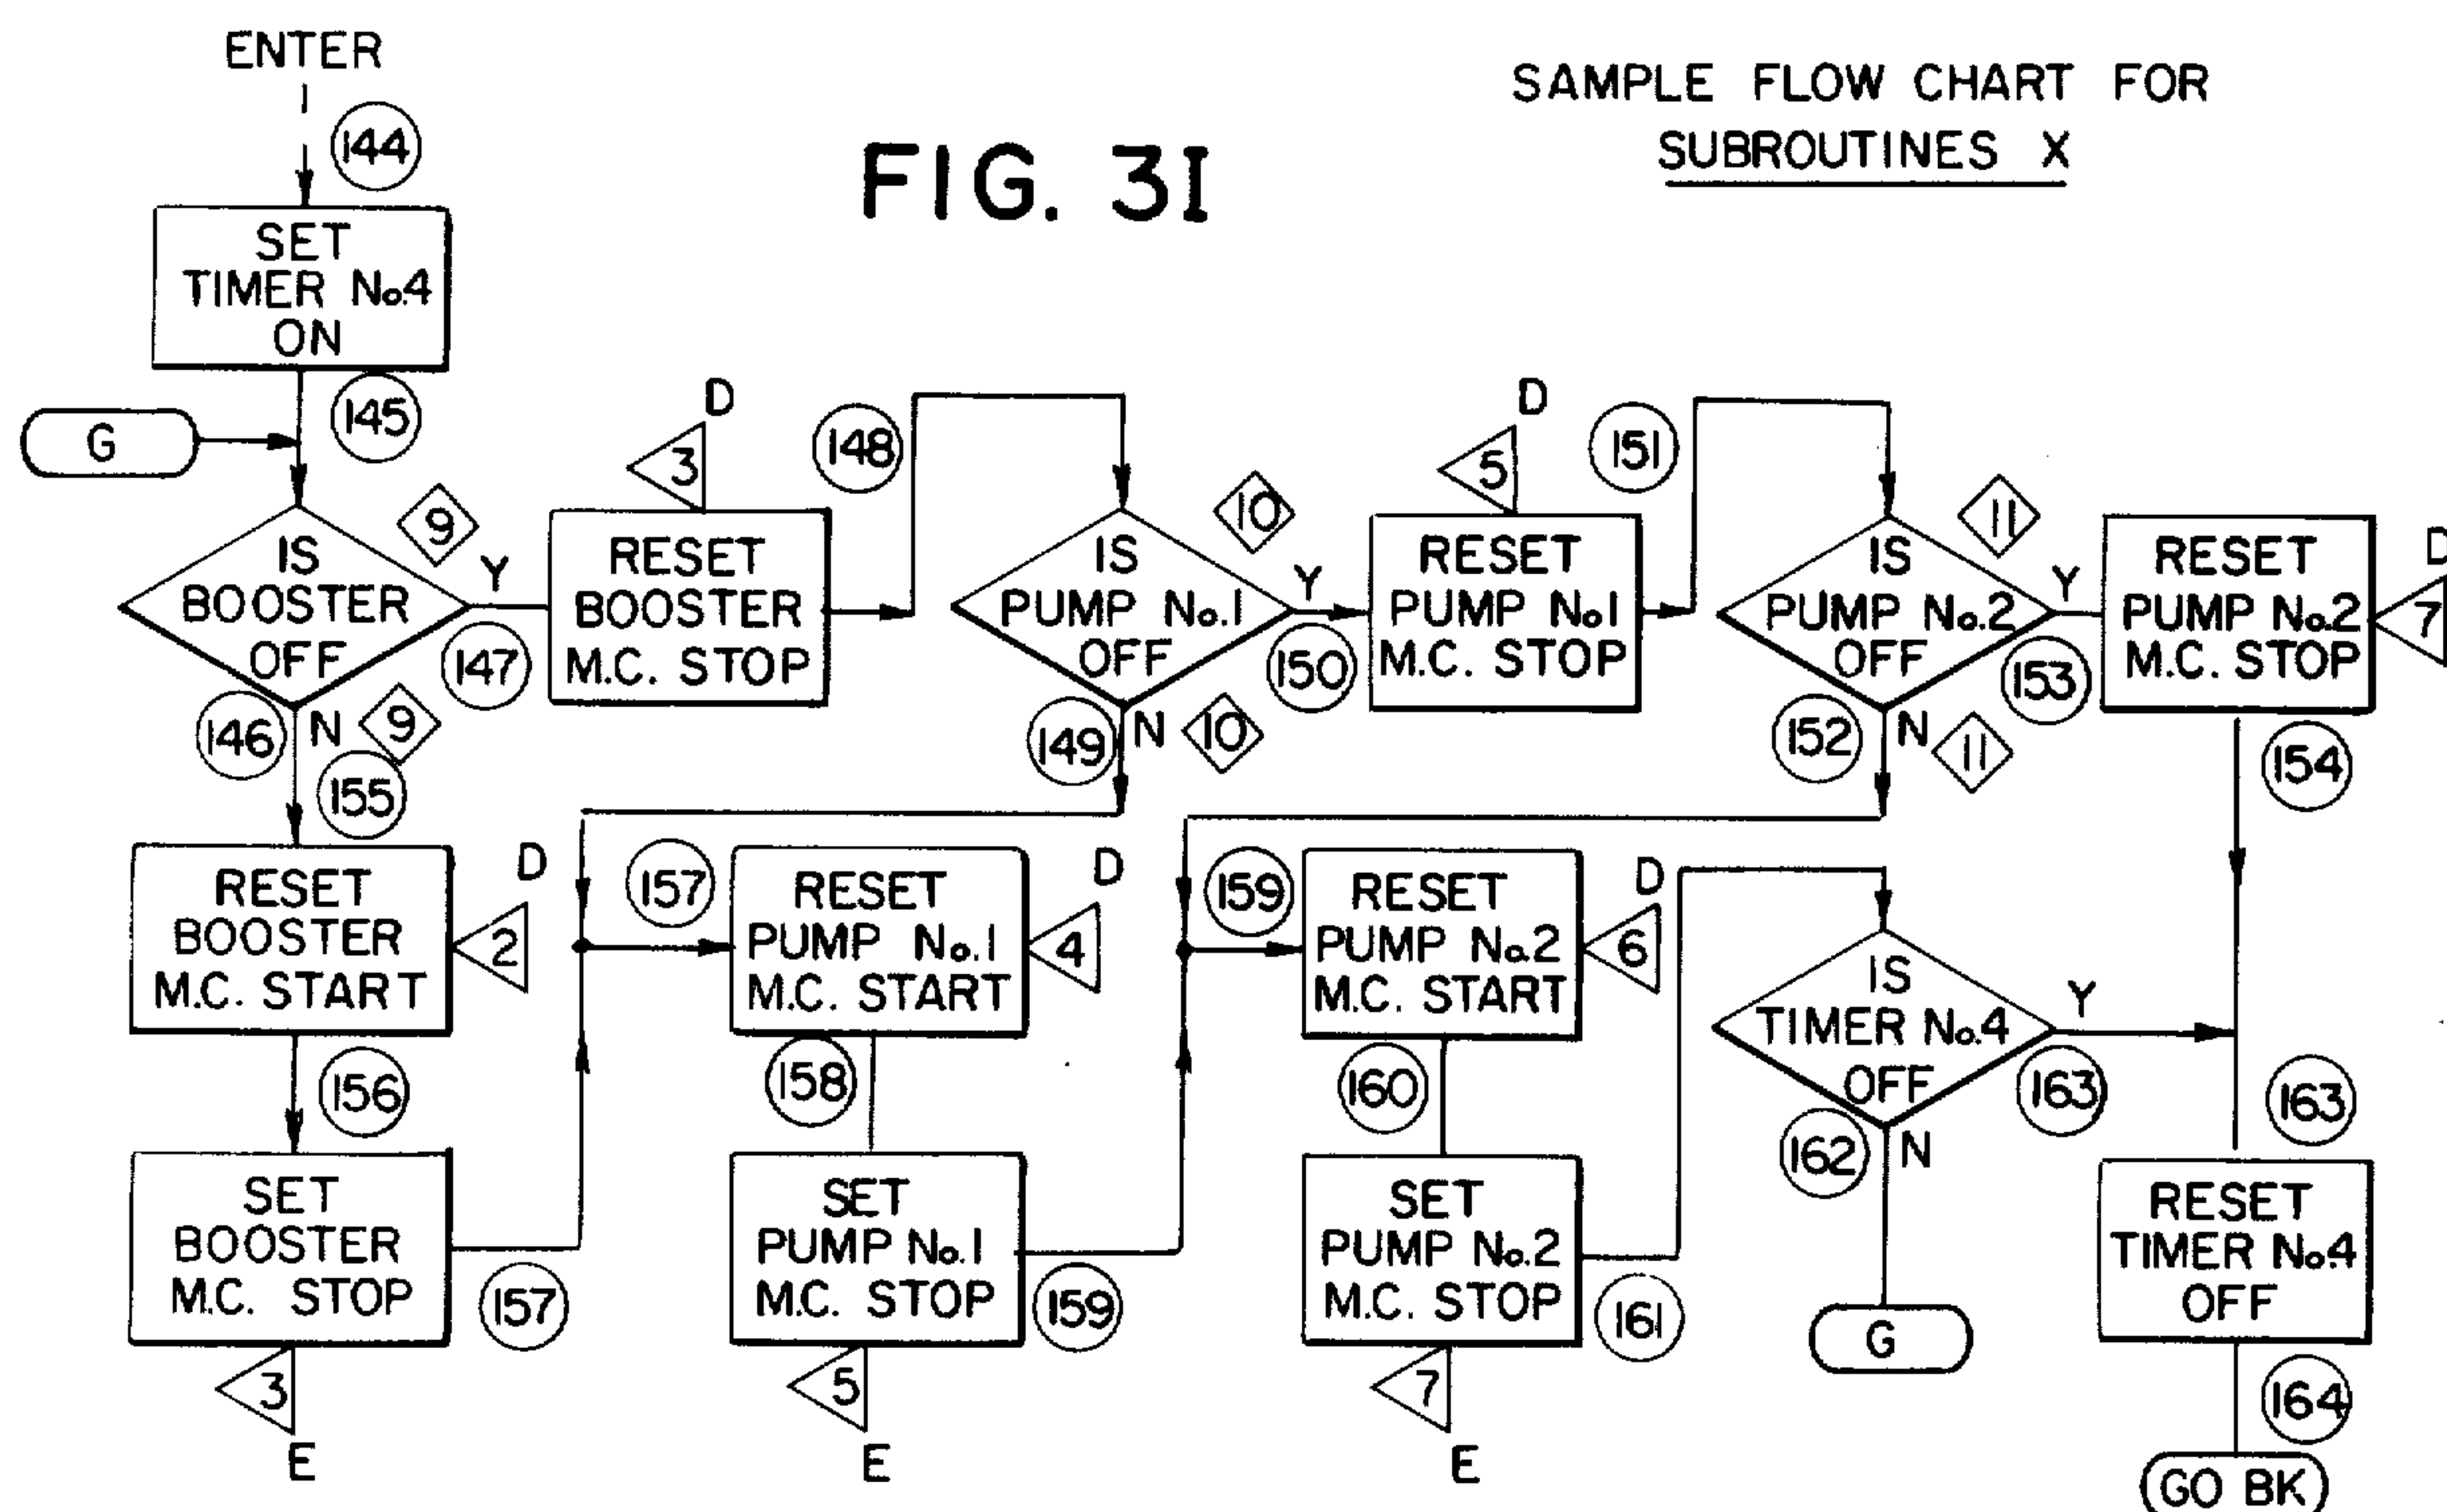 ENTER
144
SAMPLE FLOW CHART FOR
SUBROUTINES X
FIG. 3I
SET
TIMER No.4
ON
145
G
IS
BOOSTER
OFF
9
Y
147
146
N
9
155
D
3
RESET
BOOSTER
M.C. STOP
148
IS
PUMP No.1
OFF
10
Y
150
149
N
10
D
5
RESET
PUMP No1
M.C. STOP
151
IS
PUMP No.2
OFF
11
Y
153
152
N
11
RESET
PUMP No.2
M.C. STOP
D
7
154
RESET
BOOSTER
M.C. START
D
2
156
SET
BOOSTER
M.C. STOP
157
3
E
157
RESET
PUMP No.1
M.C. START
D
4
158
SET
PUMP No.1
M.C. STOP
159
5
E
159
RESET
PUMP No.2
M.C. START
D
6
160
SET
PUMP No.2
M.C. STOP
161
7
E
IS
TIMER No.4
OFF
Y
163
162
N
G
163
RESET
TIMER No.4
OFF
164
GO BK